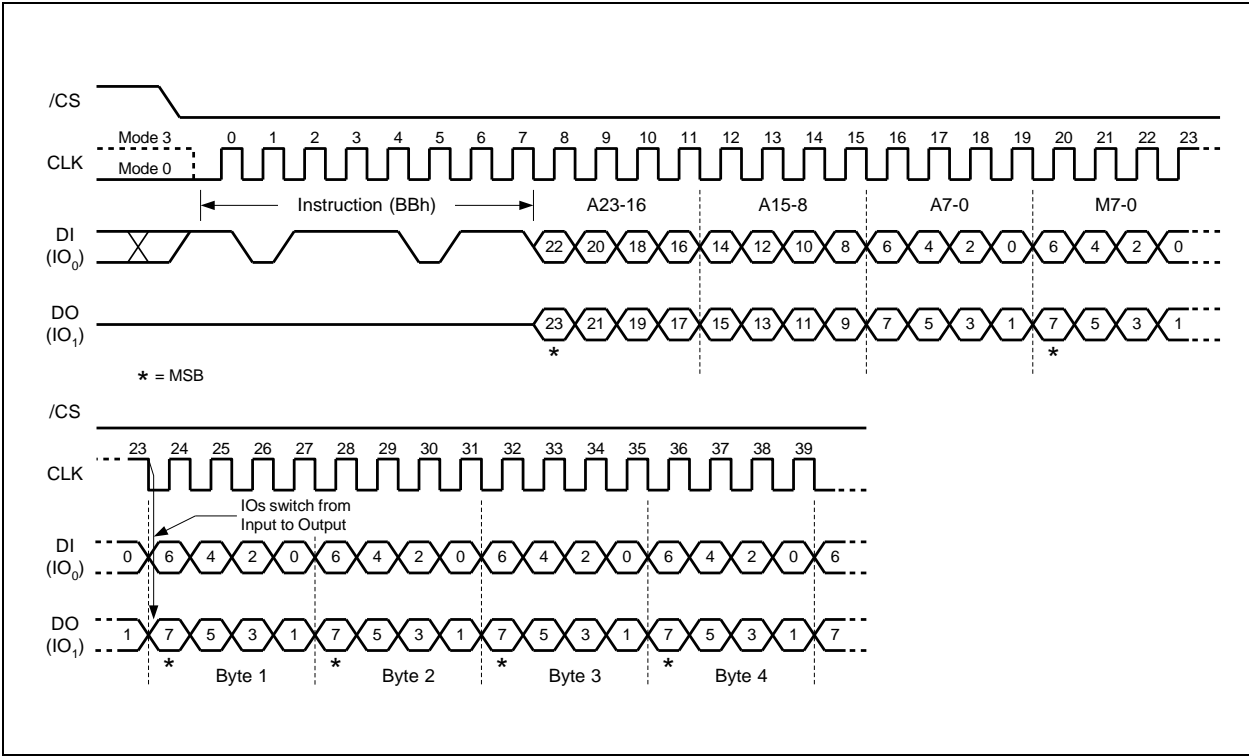 /CS
Mode 3 0 1 2 3 4 5 6 7 8 9 10 11 12 13 14 15 16 17 18 19 20 21 22 23
CLK
Mode 0
Instruction (BBh) A23-16 A15-8 A7-0 M7-0
DI
(IO0)
22 20 18 16 14 12 10 8 6 4 2 0 6 4 2 0
DO
(IO1)
23 21 19 17 15 13 11 9 7 5 3 1 7 5 3 1
* *
* = MSB
/CS
23 24 25 26 27 28 29 30 31 32 33 34 35 36 37 38 39
CLK
IOs switch from
Input to Output
DI
(IO0)
0 6 4 2 0 6 4 2 0 6 4 2 0 6 4 2 0 6
DO
(IO1)
1 7 5 3 1 7 5 3 1 7 5 3 1 7 5 3 1 7
* * * *
Byte 1 Byte 2 Byte 3 Byte 4